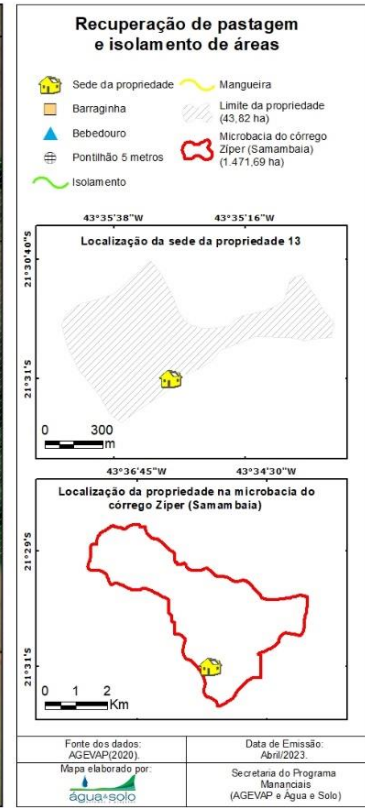 Recuperação de pastagem
e isolamento de áreas
Sede da propriedade
Mangueira
Barraginha
Limite da propriedade
(43,82 ha)
Bebedouro
Microbacia do córrego
Zíper (Samambaia)
(1.471,69 ha)
Pontilhão 5 metros
Isolamento
43°35'38"W 43°35'16"W
Localização da sede da propriedade 13
21°30'40"S
21°31'S
0 300
m
43°36'45"W 43°34'30"W
Localização da propriedade na microbacia do
córrego Zíper (Samambaia)
21°29'S
21°31'S
0 1 2
Km
Fonte dos dados:
AGEVAP(2020).
Data de Emissão:
Abril/2023.
Mapa elaborado por:
água&solo
Secretaria do Programa
Mananciais
(AGEVAP e Água e Solo)